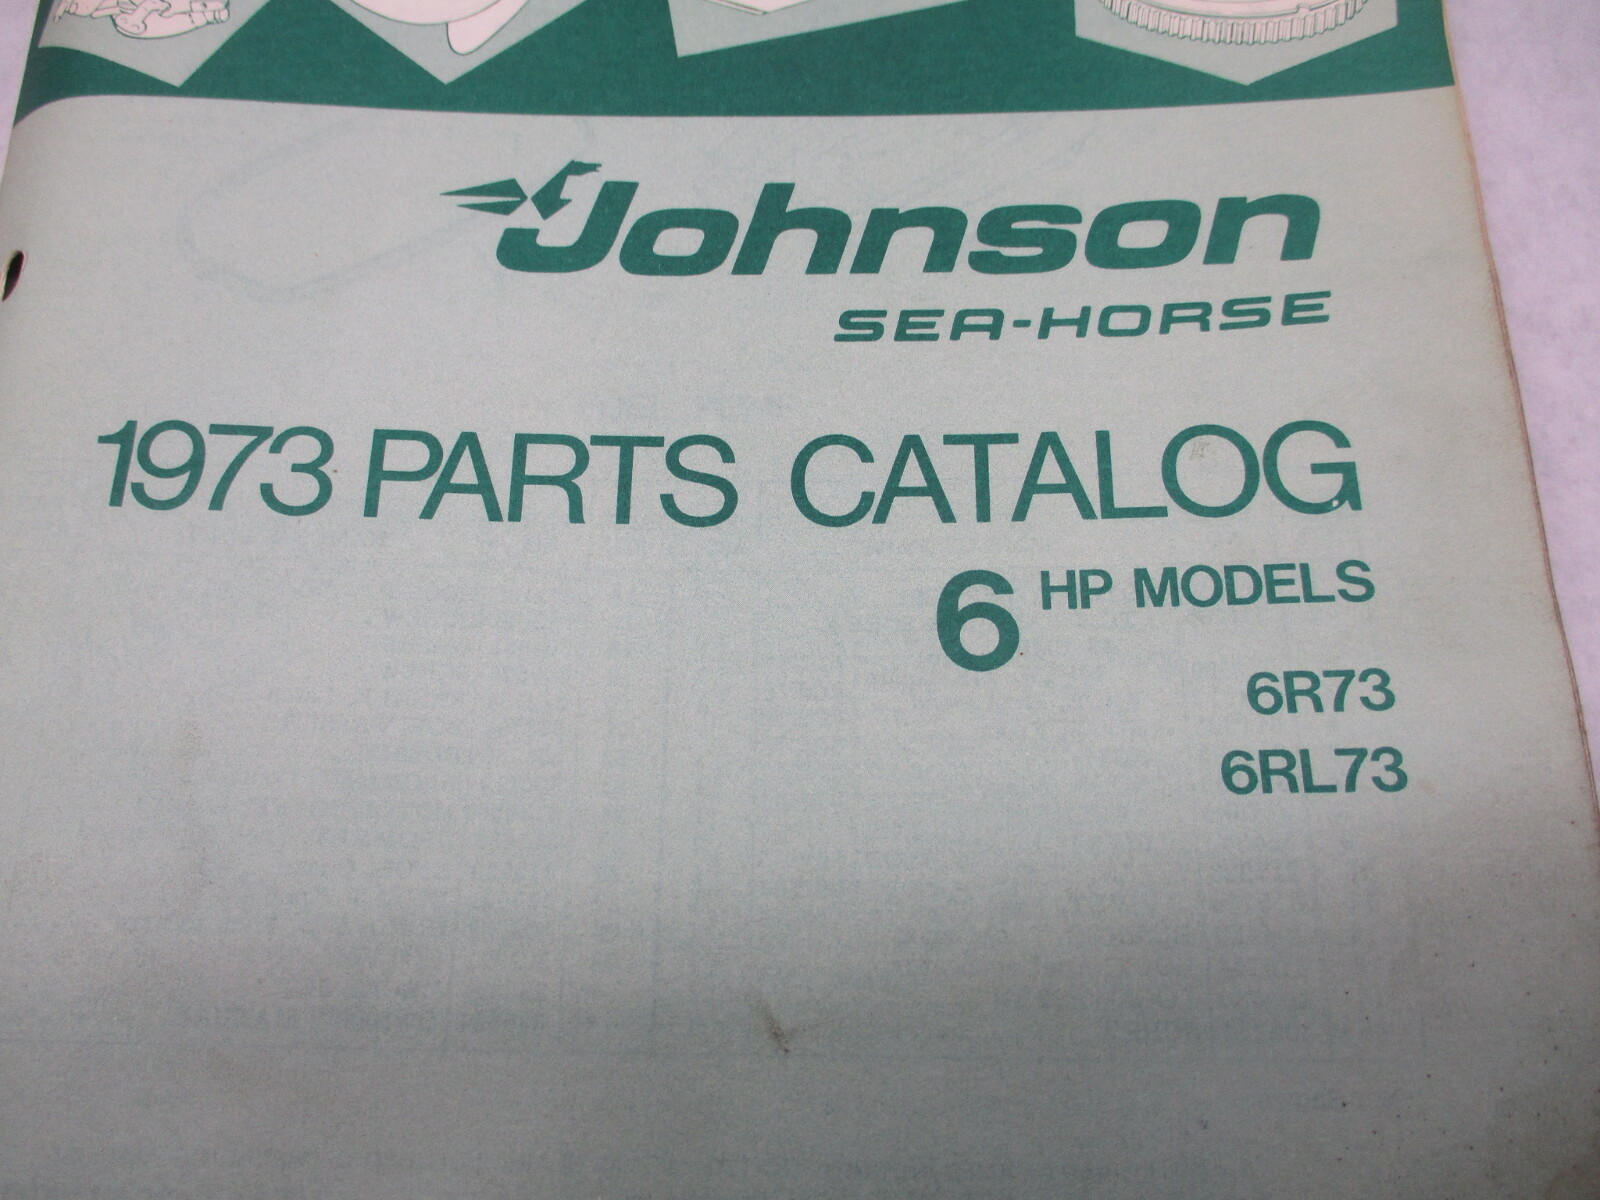 Johnson
SEA-HORSE
1973 PARTS CATALOG
6 HP MODELS
6R73
6RL73